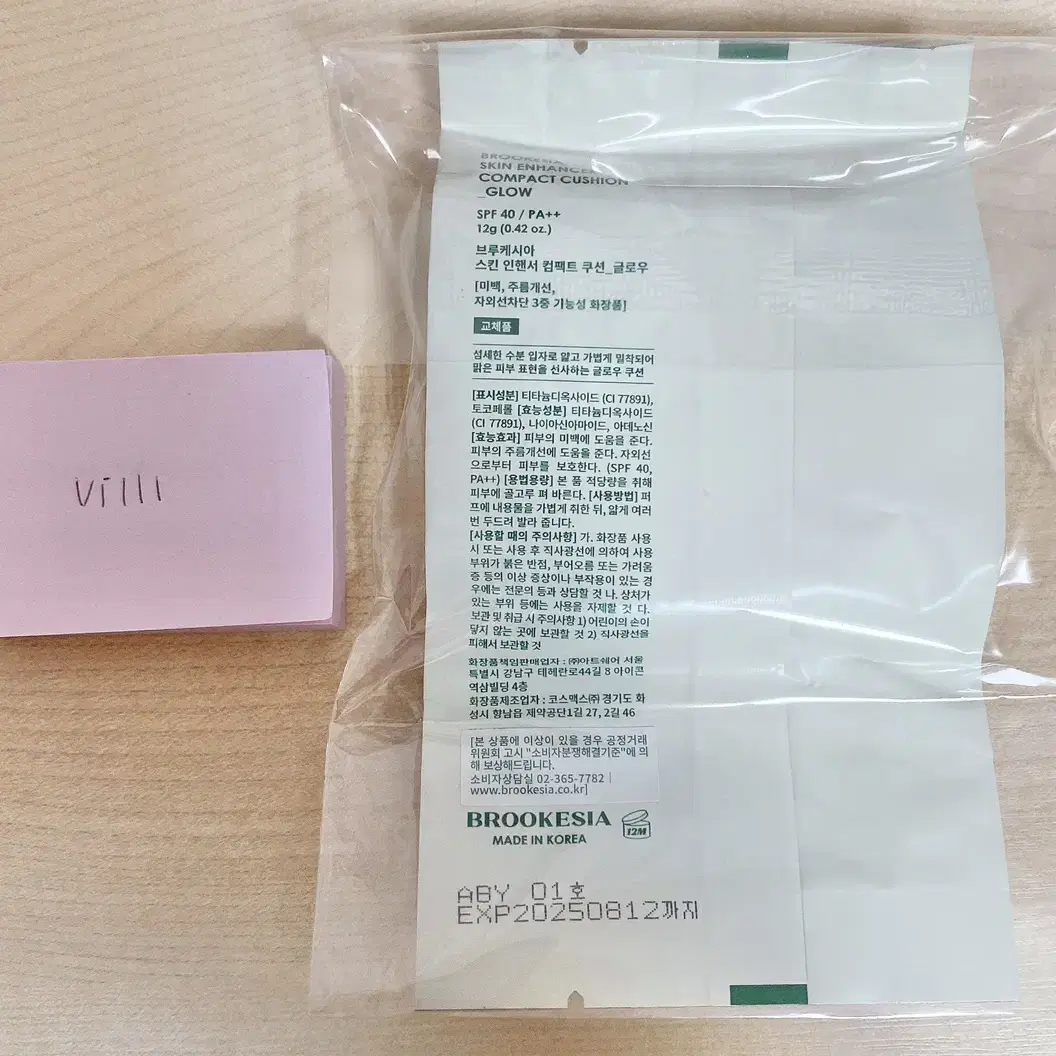 villl
BROOKESIA
SKIN ENHANCE
COMPACT CUSHION
_GLOW
SPF 40 / PA++
12g (0.42 oz.)
브루케시아
스킨 인핸서 컴팩트 쿠션_글로우
[미백, 주름개선,
자외선차단 3중 기능성 화장품]
교체품
섬세한 수분 입자로 얇고 가볍게 밀착되어
맑은 피부 표현을 선사하는 글로우 쿠션
[표시성분] 티타늄디옥사이드 (CI 77891),
토코페롤 [효능성분] 티타늄디옥사이드
(CI 77891), 나이아신아마이드, 아데노신
[효능효과] 피부의 미백에 도움을 준다.
피부의 주름개선에 도움을 준다. 자외선
으로부터 피부를 보호한다. (SPF 40,
PA++) [용법용량] 본 품 적당량을 취해
피부에 골고루 펴 바른다. [사용방법] 퍼
프에 내용물을 가볍게 취한 뒤, 얇게 여러
번 두드려 발라 줍니다.
[사용할 때의 주의사항] 가. 화장품 사용
시 또는 사용 후 직사광선에 의하여 사용
부위가 붉은 반점, 부어오름 또는 가려움
증 등의 이상 증상이나 부작용이 있는 경
우에는 전문의 등과 상담할 것 나. 상처가
있는 부위 등에는 사용을 자제할 것 다.
보관 및 취급 시 주의사항 1) 어린이의 손이
닿지 않는 곳에 보관할 것 2) 직사광선을
피해서 보관할 것
화장품책임판매업자 : ㈜아트쉐어 서울
특별시 강남구 테헤란로44길 8 아이콘
역삼빌딩 4층
화장품제조업자 : 코스맥스㈜ 경기도 화
성시 향남읍 제약공단1길 27, 2길 46
[본 상품에 이상이 있을 경우 공정거래
위원회 고시 "소비자분쟁해결기준"에 의
해 보상해드립니다.
소비자상담실 02-365-7782 |
www.brookesia.co.kr]
BROOKESIA
12M
MADE IN KOREA
ABY 01호
EXP20250812까지